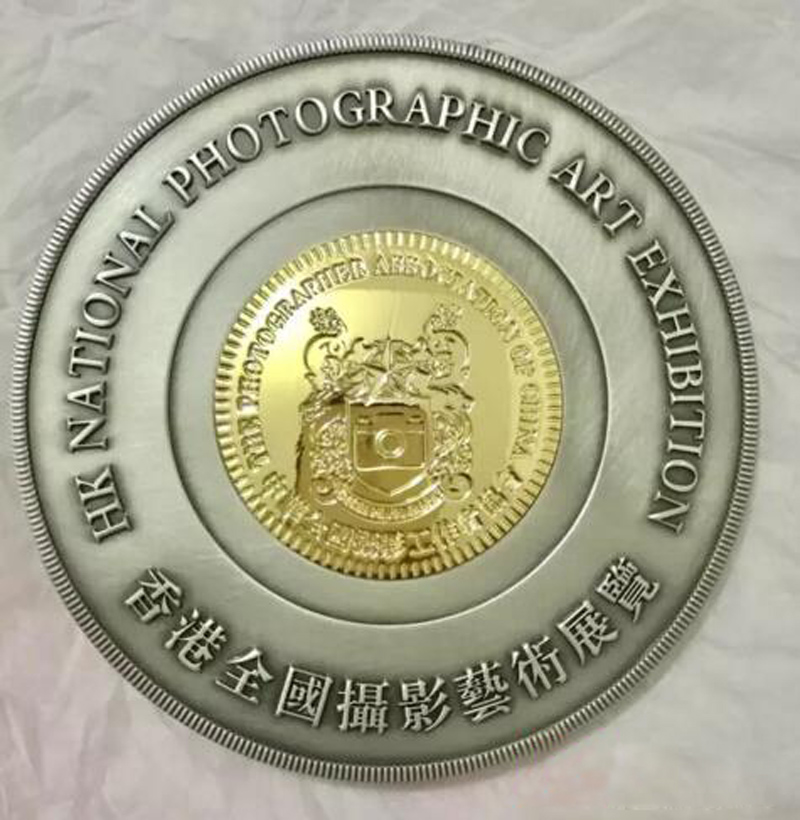 HK NATIONAL PHOTOGRAPHIC ART EXHIBITION
THE PHOTOGRAPHER ASSOCIATION OF CHINA
香港全國攝影藝術展覽